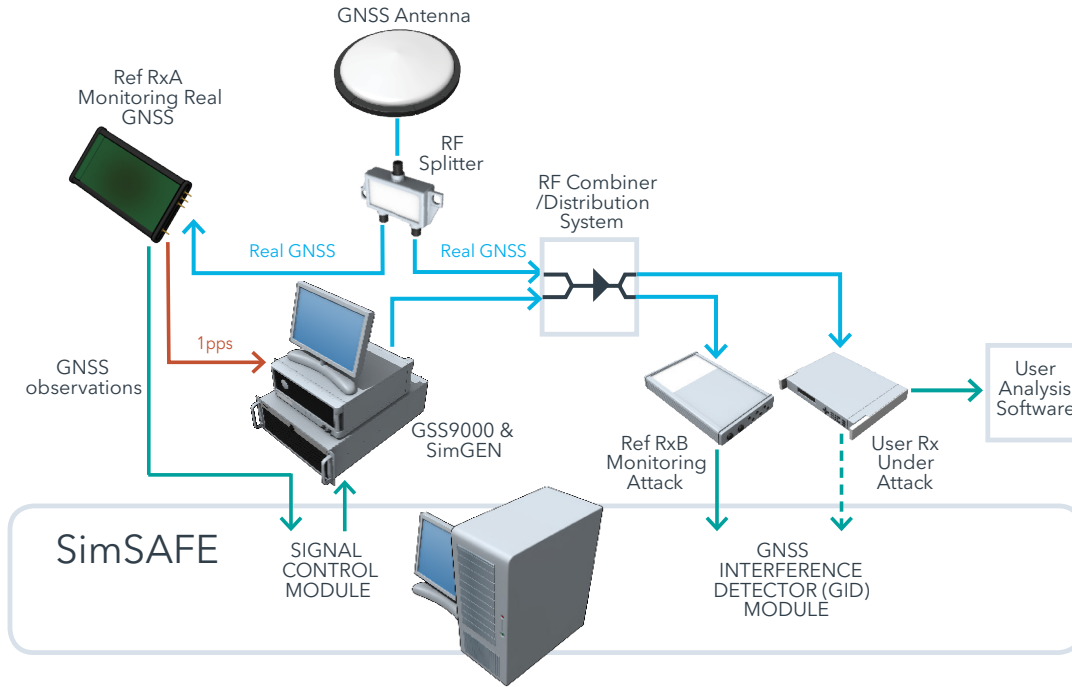 GNSS Antenna
Ref RxA
Monitoring Real
GNSS
RF
Splitter
RF Combiner
/Distribution
System
Real GNSS
Real GNSS
1pps
GNSS
observations
GSS9000 &
SimGEN
Ref RxB
Monitoring
Attack
User Rx
Under
Attack
User
Analysis
Software
SimSAFE
SIGNAL
CONTROL
MODULE
GNSS
INTERFERENCE
DETECTOR (GID)
MODULE